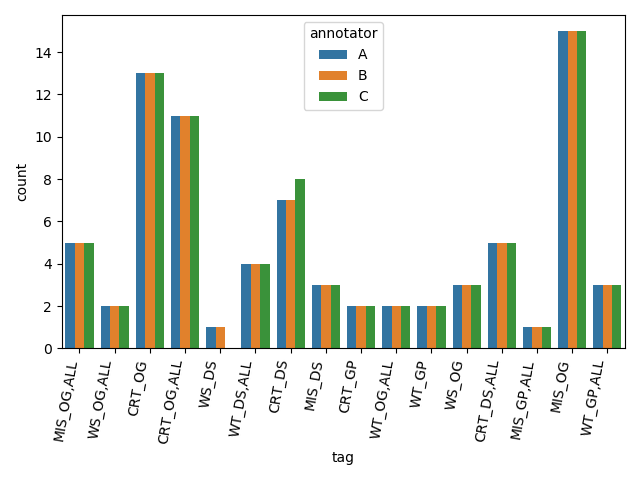 annotator
A
B
C
count
14
12
10
8
6
4
2
0
MIS_OG,ALL
WS_OG,ALL
CRT_OG
CRT_OG,ALL
WS_DS
WT_DS,ALL
CRT_DS
MIS_DS
CRT_GP
WT_OG,ALL
WT_GP
WS_OG
CRT_DS,ALL
MIS_GP,ALL
MIS_OG
WT_GP,ALL
tag